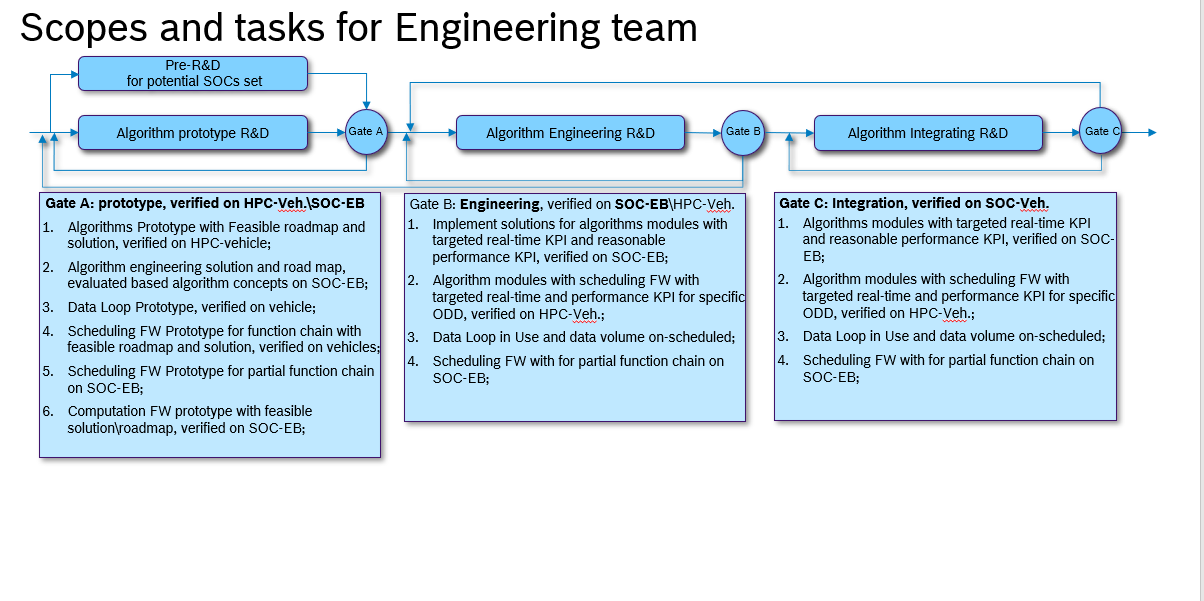 Scopes and tasks for Engineering team
Pre-R&D
for potential SOCs set
Algorithm prototype R&D
Gate A
Algorithm Engineering R&D
Gate B
Algorithm Integrating R&D
Gate C
Gate A: prototype, verified on HPC-Veh.\SOC-EB
1. Algorithms Prototype with Feasible roadmap and
solution, verified on HPC-vehicle;
2. Algorithm engineering solution and road map,
evaluated based algorithm concepts on SOC-EB;
3. Data Loop Prototype, verified on vehicle;
4. Scheduling FW Prototype for function chain with
feasible roadmap and solution, verified on vehicles;
5. Scheduling FW Prototype for partial function chain
on SOC-EB;
6. Computation FW prototype with feasible
solution\roadmap, verified on SOC-EB;
Gate B: Engineering, verified on SOC-EB\HPC-Veh.
1. Implement solutions for algorithms modules with
targeted real-time KPI and reasonable
performance KPI, verified on SOC-EB;
2. Algorithm modules with scheduling FW with
targeted real-time and performance KPI for specific
ODD, verified on HPC-Veh.;
3. Data Loop in Use and data volume on-scheduled;
4. Scheduling FW with for partial function chain on
SOC-EB;
Gate C: Integration, verified on SOC-Veh.
1. Algorithms modules with targeted real-time KPI
and reasonable performance KPI, verified on SOC-
EB;
2. Algorithm modules with scheduling FW with
targeted real-time and performance KPI for specific
ODD, verified on HPC-Veh.;
3. Data Loop in Use and data volume on-scheduled;
4. Scheduling FW with for partial function chain on
SOC-EB;